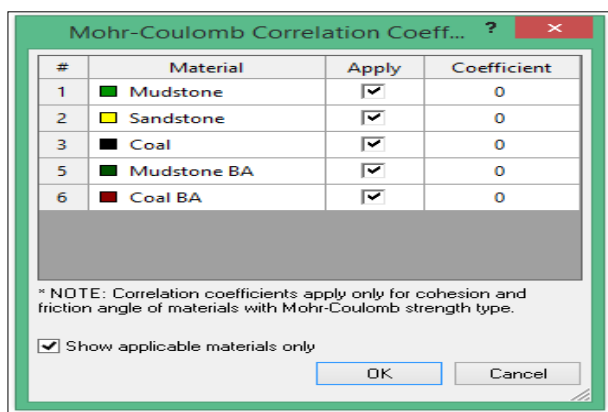 Mohr-Coulomb Correlation Coeff... ? ×
# Material Apply Coefficient
1 Mudstone 0
2 Sandstone 0
3 Coal 0
5 Mudstone BA 0
6 Coal BA 0
* NOTE: Correlation coefficients apply only for cohesion and
friction angle of materials with Mohr-Coulomb strength type.
Show applicable materials only
OK Cancel